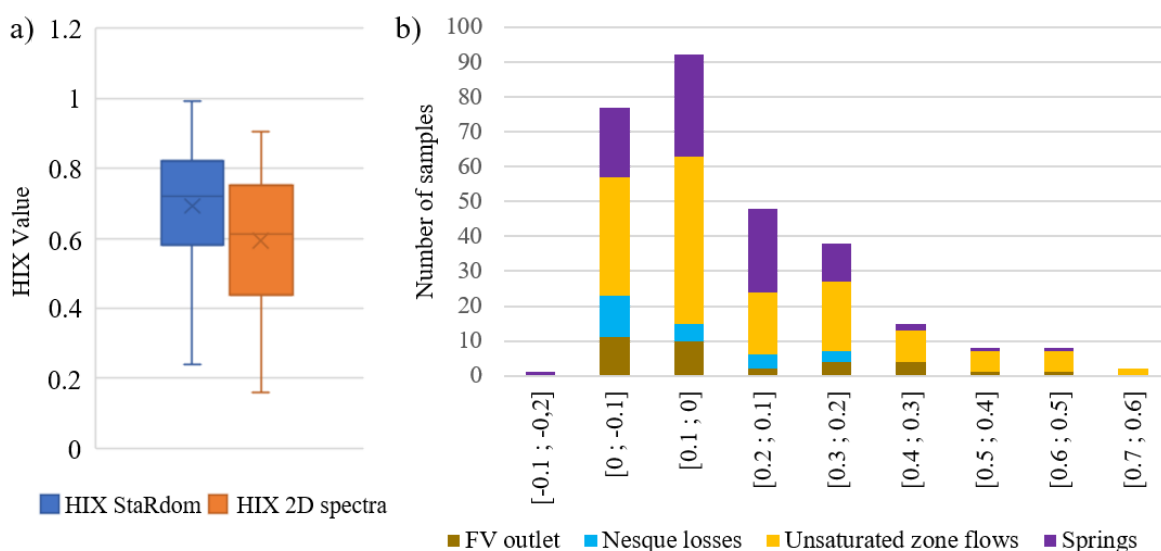 a)
1.2
1
0.8
0.6
0.4
0.2
0
HIX Value
HIX StaRdom
HIX 2D spectra
b)
100
90
80
70
60
50
40
30
20
10
0
Number of samples
[-0.1 ; -0,2]
[0 ; -0.1]
[0.1 ; 0]
[0.2 ; 0.1]
[0.3 ; 0.2]
[0.4 ; 0.3]
[0.5 ; 0.4]
[0.6 ; 0.5]
[0.7 ; 0.6]
FV outlet
Nesque losses
Unsaturated zone flows
Springs